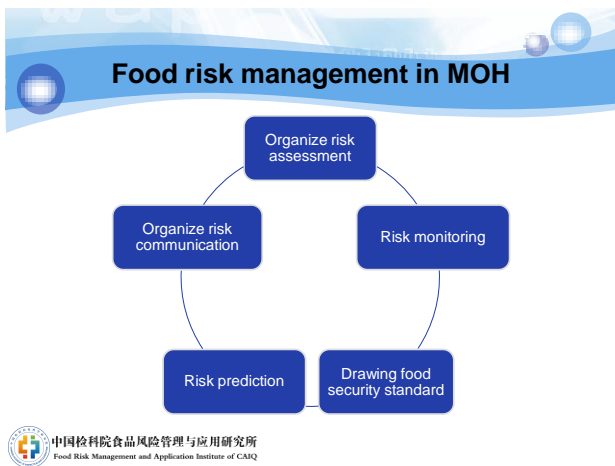 Food risk management in MOH
Organize risk
assessment
Organize risk
communication
Risk monitoring
Risk prediction
Drawing food
security standard
中国检科院食品风险管理与应用研究所
Food Risk Management and Application Institute of CAIQ